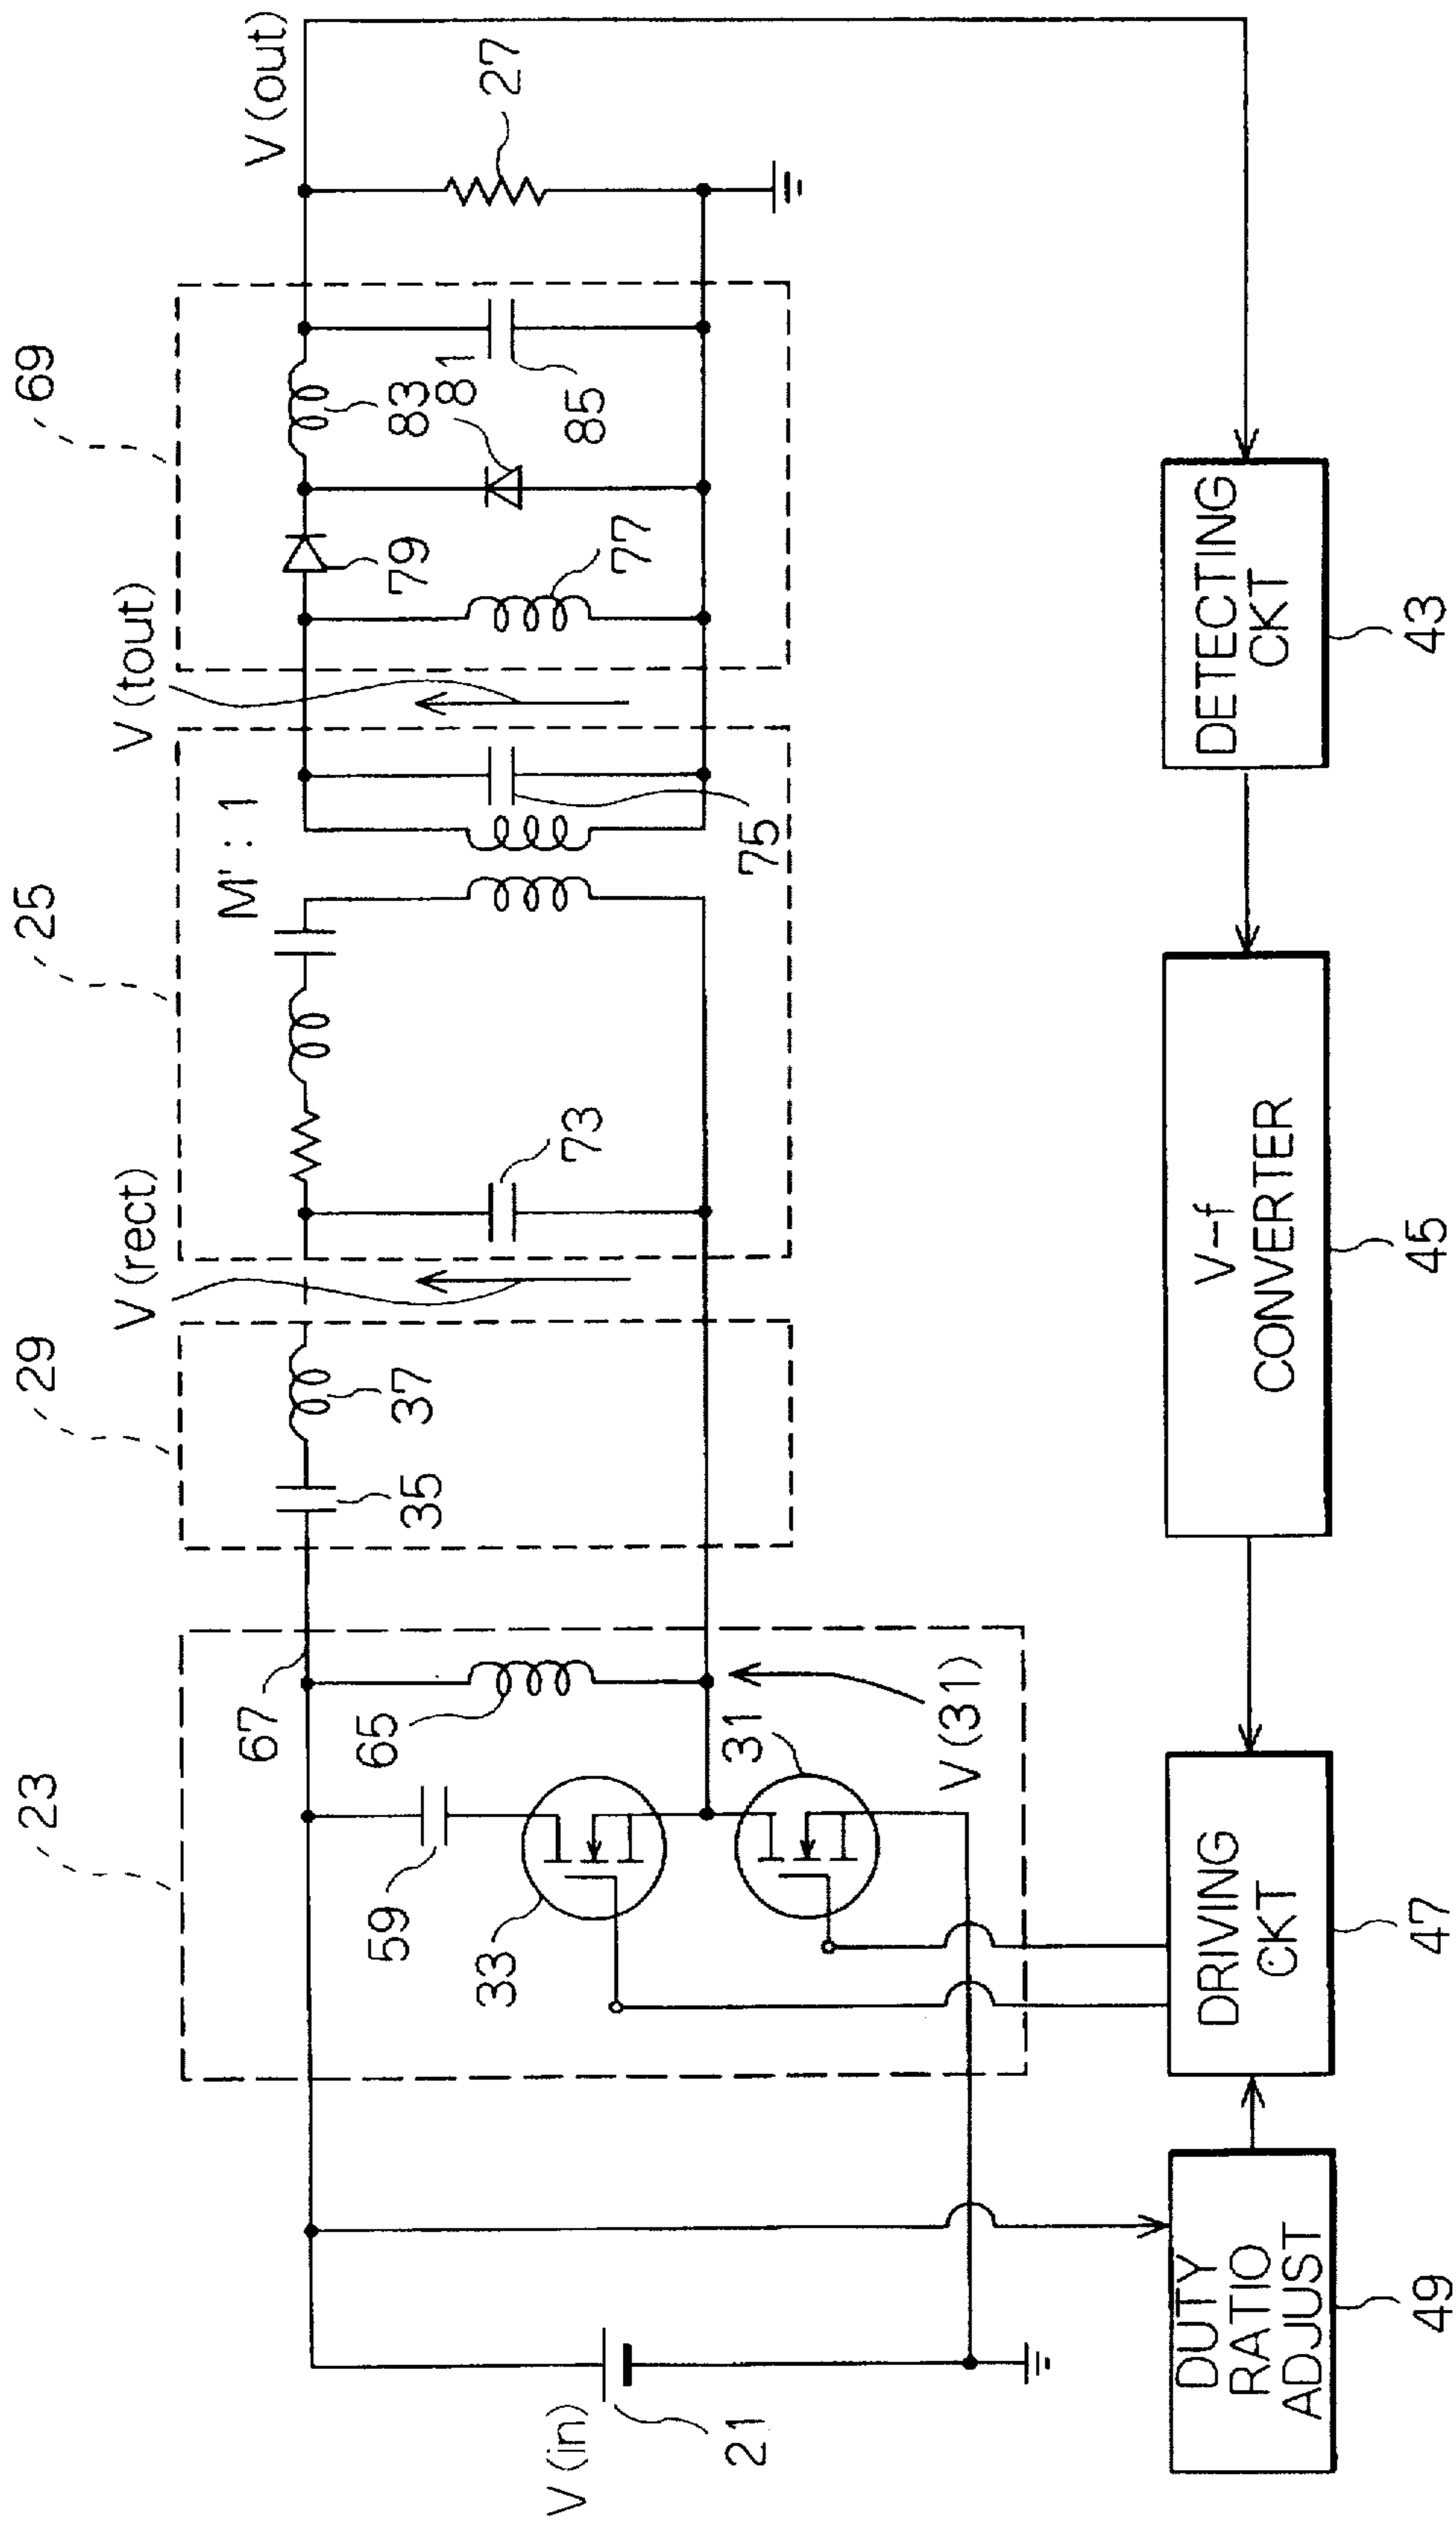 23
29
25
69
67
V (rect)
M' : 1
V (tout)
V (out)
59
65
35
37
73
75
79
83
81
77
85
27
33
31
V (31)
V (in)
21
DUTY
RATIO
ADJUST
49
DRIVING
CKT
47
V-f
CONVERTER
45
DETECTING
CKT
43